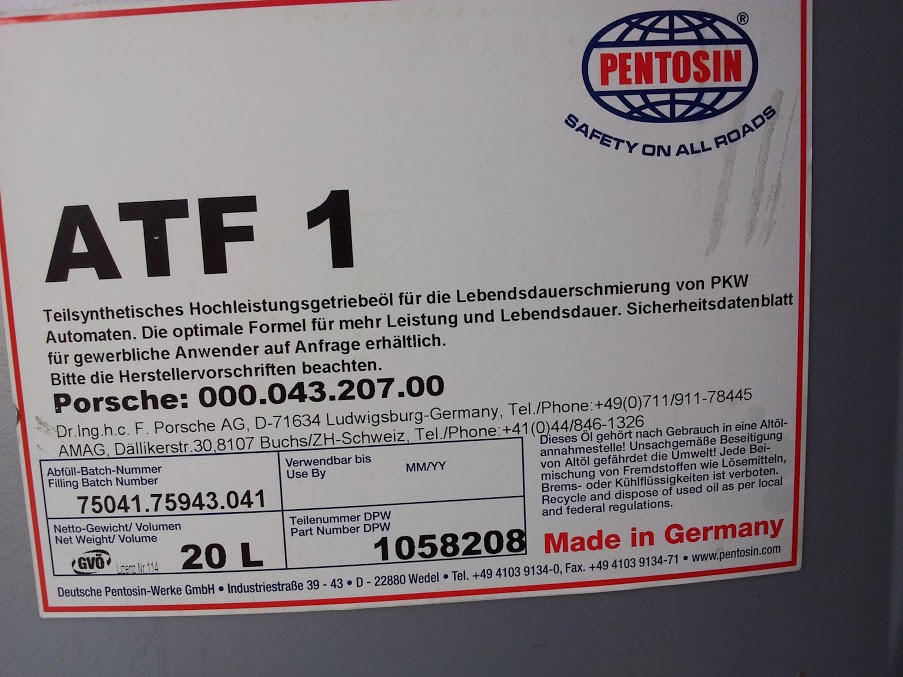 PENTOSIN®
SAFETY ON ALL ROADS
ATF 1
Teilsynthetisches Hochleistungsgetriebeöl für die Lebendsdauerschmierung von PKW
Automaten. Die optimale Formel für mehr Leistung und Lebendsdauer. Sicherheitsdatenblatt
für gewerbliche Anwender auf Anfrage erhältlich.
Bitte die Herstellervorschriften beachten.
Porsche: 000.043.207.00
Dr.Ing.h.c. F. Porsche AG, D-71634 Ludwigsburg-Germany, Tel./Phone:+49(0)711/911-78445
AMAG, Dällikerstr.30,8107 Buchs/ZH-Schweiz, Tel./Phone:+41(0)44/846-1326
Abfüll-Batch-Nummer
Filling Batch Number
75041.75943.041
Verwendbar bis
Use By
MM/YY
Netto-Gewicht/ Volumen
Net Weight/ Volume
GVÖ
Lizenz Nr 114
20 L
Teilenummer DPW
Part Number DPW
1058208
Dieses Öl gehört nach Gebrauch in eine Altöl-
annahmestelle! Unsachgemäße Beseitigung
von Altöl gefährdet die Umwelt! Jede Bei-
mischung von Fremdstoffen wie Lösemitteln,
Brems- oder Kühlflüssigkeiten ist verboten.
Recycle and dispose of used oil as per local
and federal regulations.
Made in Germany
Deutsche Pentosin-Werke GmbH • Industriestraße 39 - 43 • D - 22880 Wedel • Tel. +49 4103 9134-0, Fax. +49 4103 9134-71 • www.pentosin.com